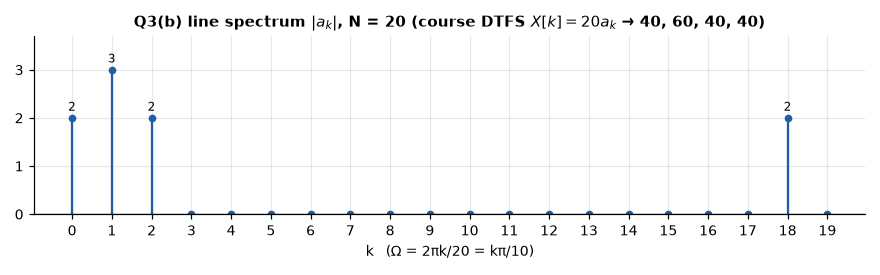 Q3(b) line spectrum |a_k|, N = 20 (course DTFS X[k] = 20a_k → 40, 60, 40, 40)
3
2
2
2
3
2
1
0
0 1 2 3 4 5 6 7 8 9 10 11 12 13 14 15 16 17 18 19
k (Ω = 2πk/20 = kπ/10)